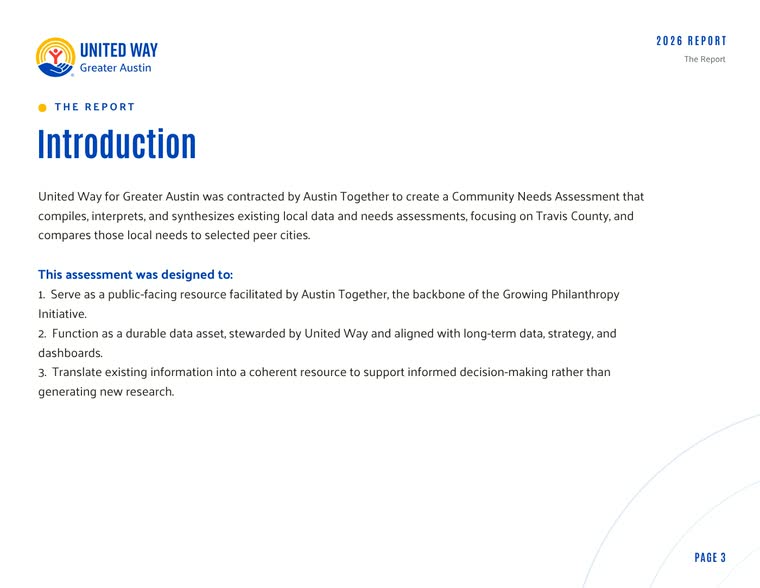 UNITED WAY
Greater Austin
2026 REPORT
The Report
THE REPORT
Introduction
United Way for Greater Austin was contracted by Austin Together to create a Community Needs Assessment that
compiles, interprets, and synthesizes existing local data and needs assessments, focusing on Travis County, and
compares those local needs to selected peer cities.
This assessment was designed to:
1. Serve as a public-facing resource facilitated by Austin Together, the backbone of the Growing Philanthropy
Initiative.
2. Function as a durable data asset, stewarded by United Way and aligned with long-term data, strategy, and
dashboards.
3. Translate existing information into a coherent resource to support informed decision-making rather than
generating new research.
PAGE 3